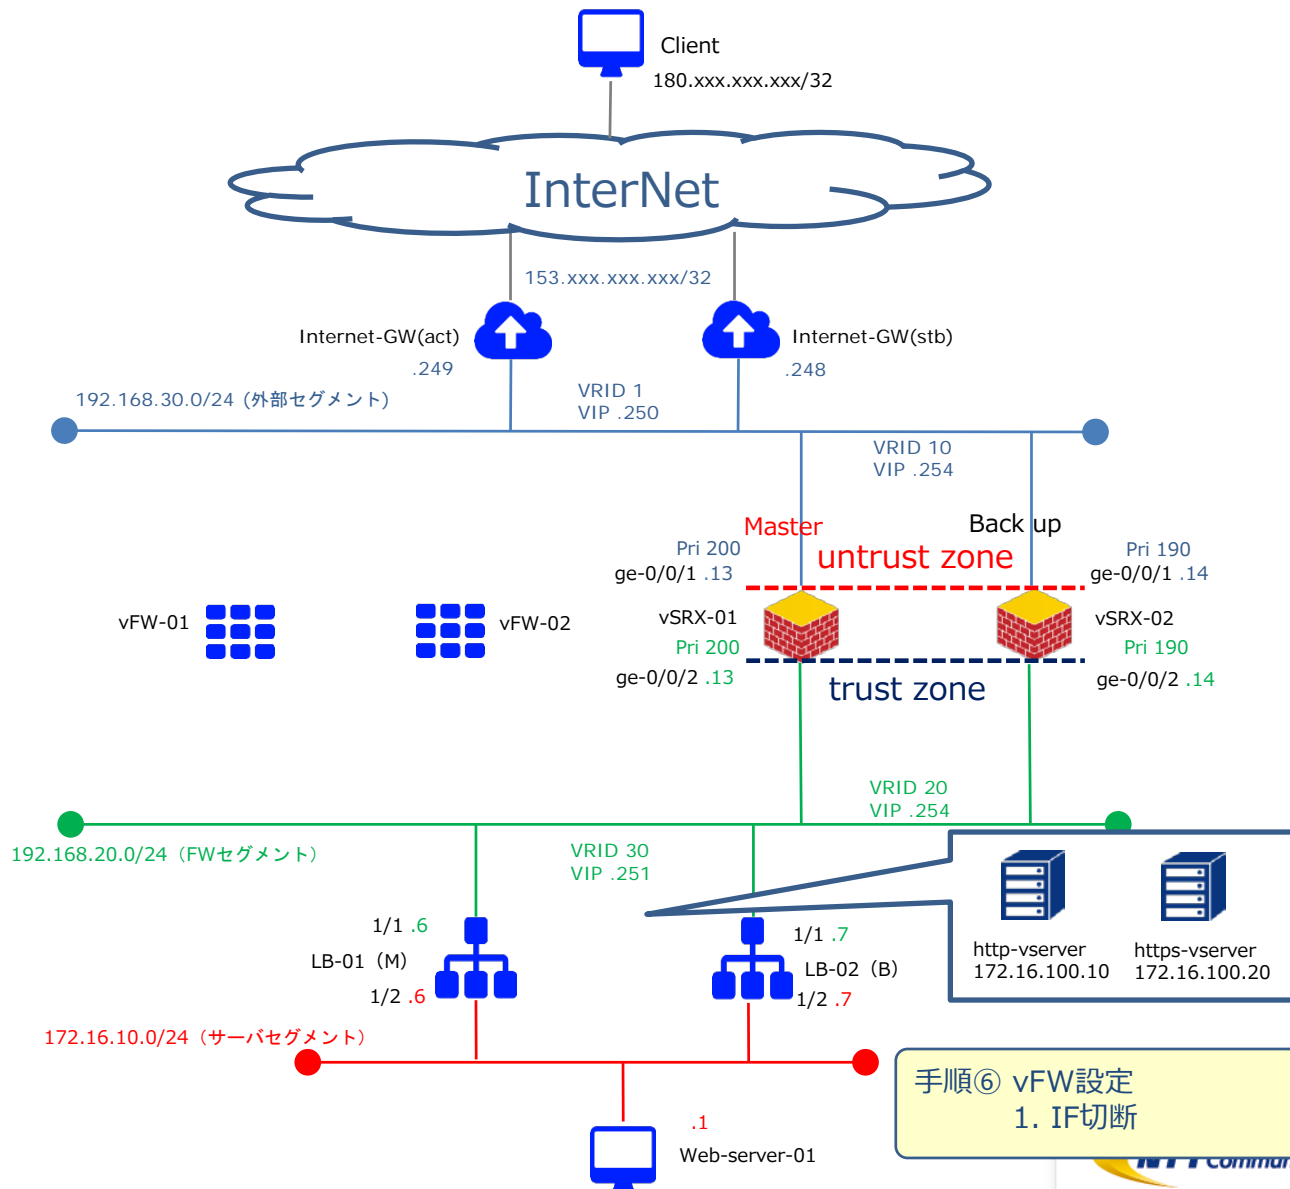 Client
180.xxx.xxx.xxx/32
InterNet
153.xxx.xxx.xxx/32
Internet-GW(act)
.249
Internet-GW(stb)
.248
192.168.30.0/24 (外部セグメント)
VRID 1
VIP .250
VRID 10
VIP .254
Master
Back up
Pri 200
untrust zone
Pri 190
ge-0/0/1 .13
ge-0/0/1 .14
vFW-01
vFW-02
vSRX-01
vSRX-02
Pri 200
Pri 190
ge-0/0/2 .13
trust zone
ge-0/0/2 .14
VRID 20
VIP .254
192.168.20.0/24（FWセグメント）
VRID 30
VIP .251
http-vserver
172.16.100.10
https-vserver
172.16.100.20
1/1 .6
LB-01（M）
1/2 .6
1/1 .7
LB-02（B）
1/2 .7
172.16.10.0/24（サーバセグメント）
手順⑥ vFW設定
1. IF切断
.1
Web-server-01